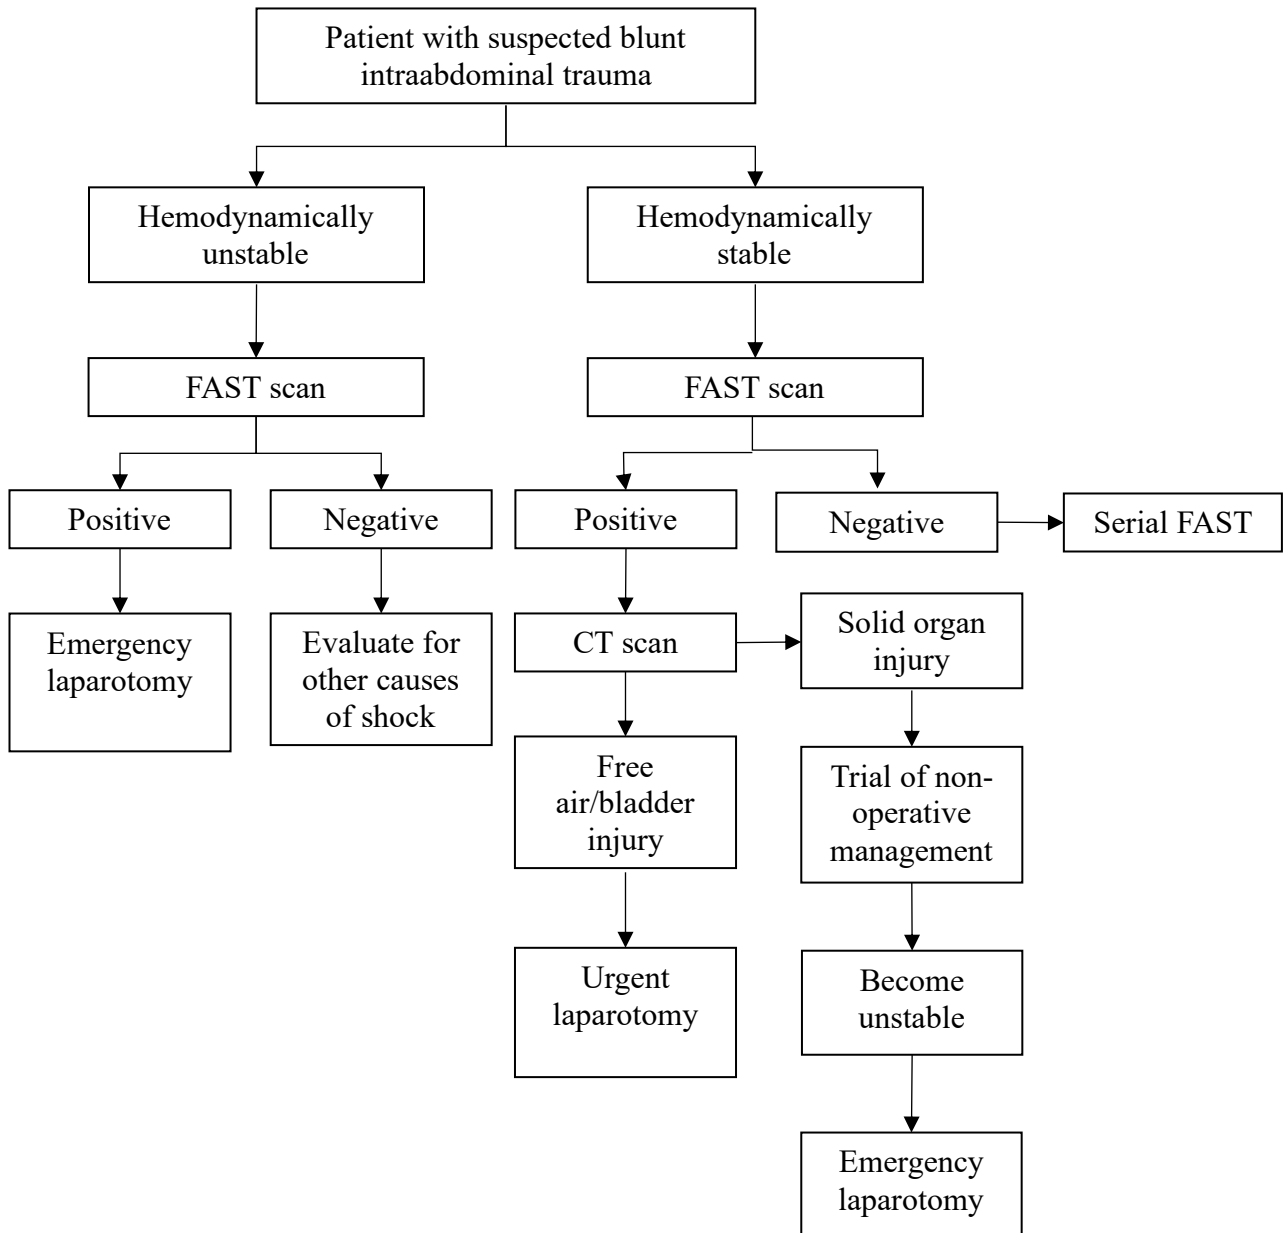 Patient with suspected blunt
intraabdominal trauma
Hemodynamically
unstable
Hemodynamically
stable
FAST scan
FAST scan
Positive
Negative
Positive
Negative
Serial FAST
Emergency
laparotomy
Evaluate for
other causes
of shock
CT scan
Solid organ
injury
Free
air/bladder
injury
Trial of non-
operative
management
Urgent
laparotomy
Become
unstable
Emergency
laparotomy